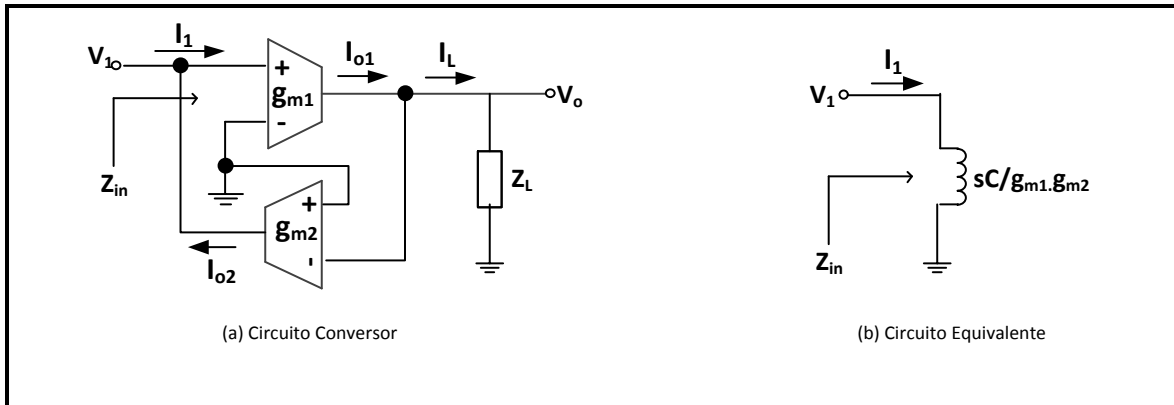 V1
I1
+
gm1
-
Io1
IL
Vo
Zin
ZL
+
gm2
-
Io2
(a) Circuito Conversor
I1
V1
sC/gm1.gm2
Zin
(b) Circuito Equivalente